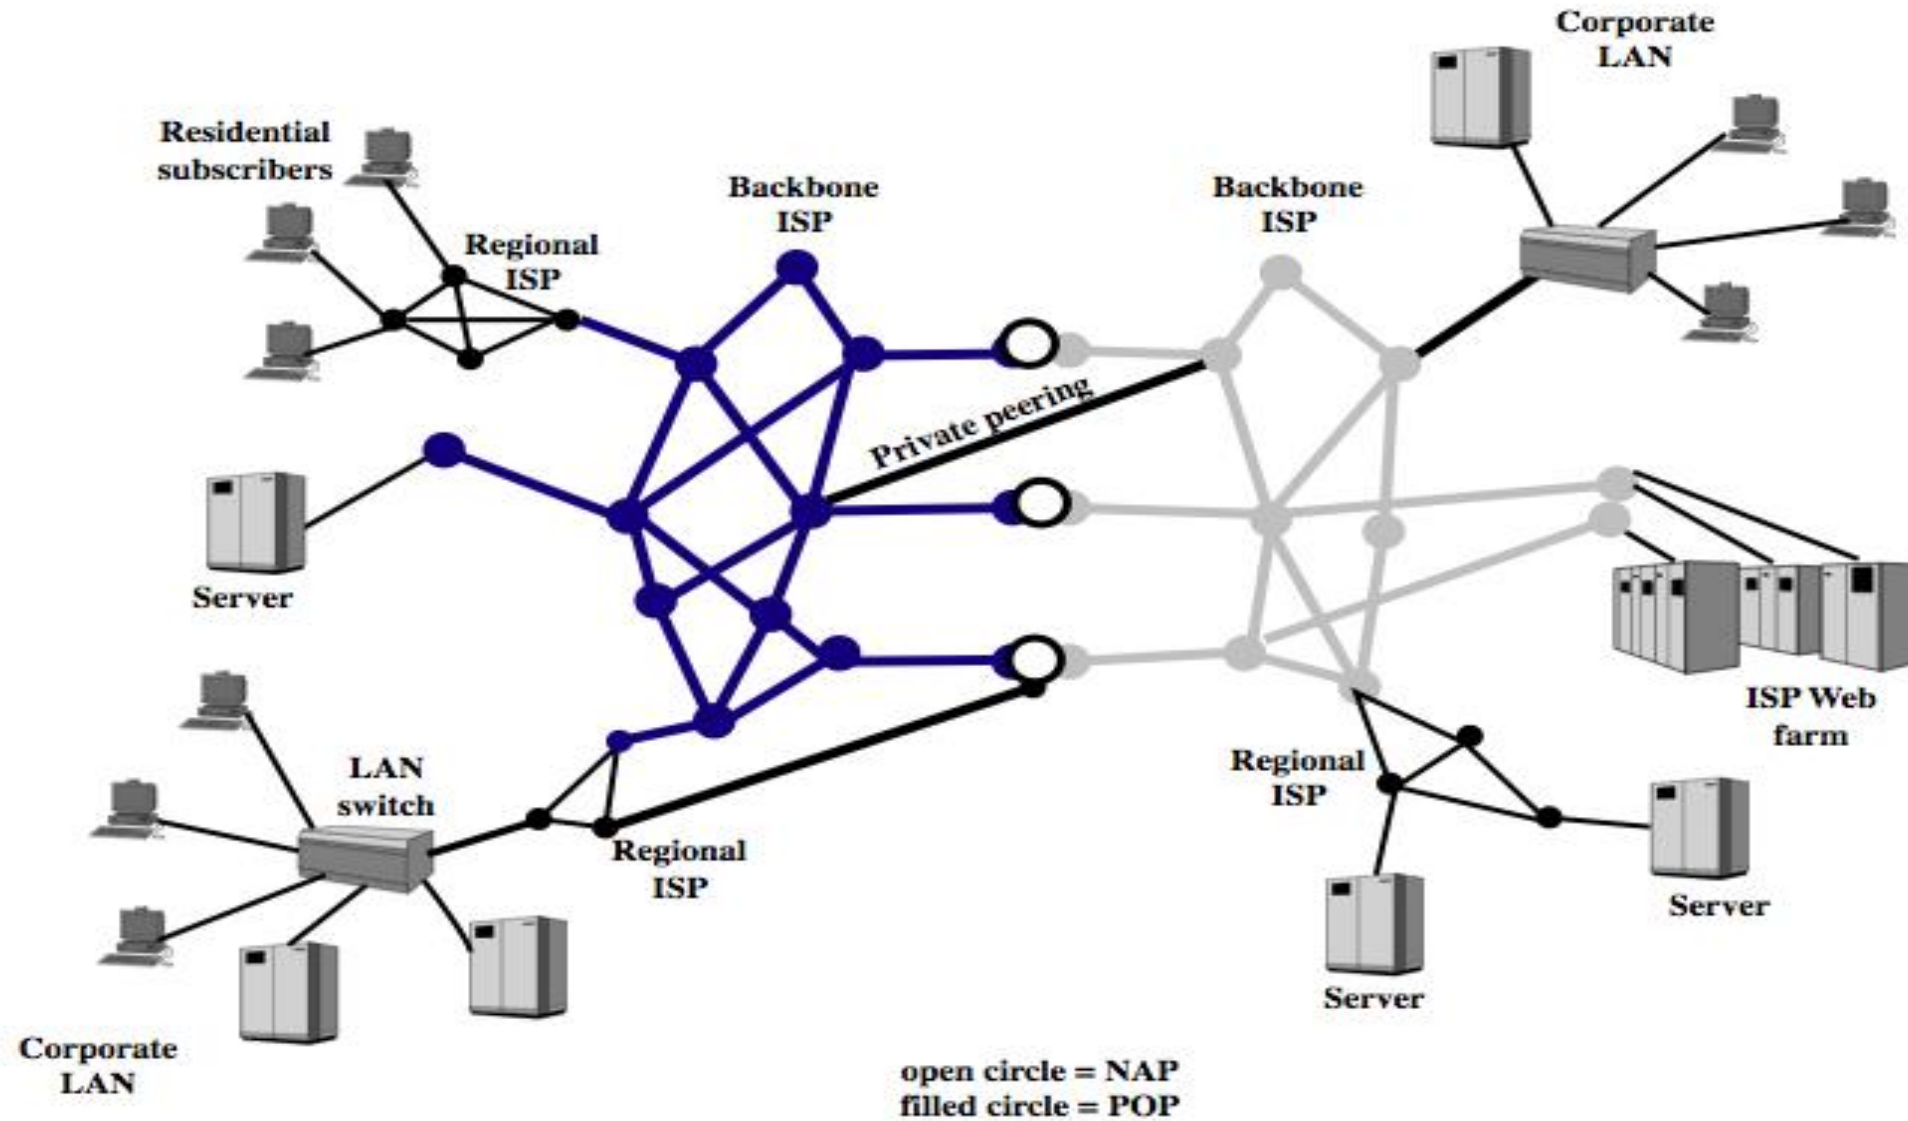 Corporate
LAN
Residential
subscribers
Backbone
ISP
Backbone
ISP
Regional
ISP
Private peering
Server
ISP Web
farm
LAN
switch
Regional
ISP
Regional
ISP
Server
Server
Corporate
LAN
open circle = NAP
filled circle = POP